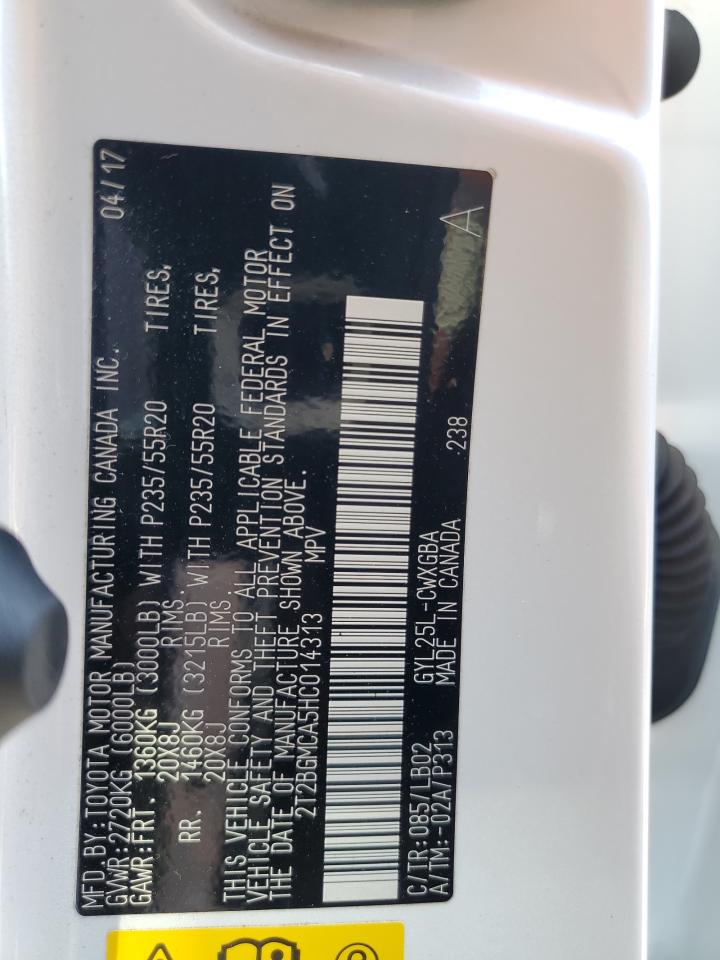 MFD.BY:TOYOTA MOTOR MANUFACTURING CANADA INC. 04/17
GVWR:2720KG (6000LB)
GAWR:FRT. 1360KG (3000LB) WITH P235/55R20 TIRES,
20X8J RIMS
RR. 1460KG (3215LB) WITH P235/55R20 TIRES,
20X8J RIMS
THIS VEHICLE CONFORMS TO ALL APPLICABLE FEDERAL MOTOR
VEHICLE SAFETY AND THEFT PREVENTION STANDARDS IN EFFECT ON
THE DATE OF MANUFACTURE SHOWN ABOVE.
2T2BGMCA5HC014313 MPV
C/TR:085/LB02 GYL25L-CWXGBA
A/TM:-02A/P313 MADE IN CANADA 238 A